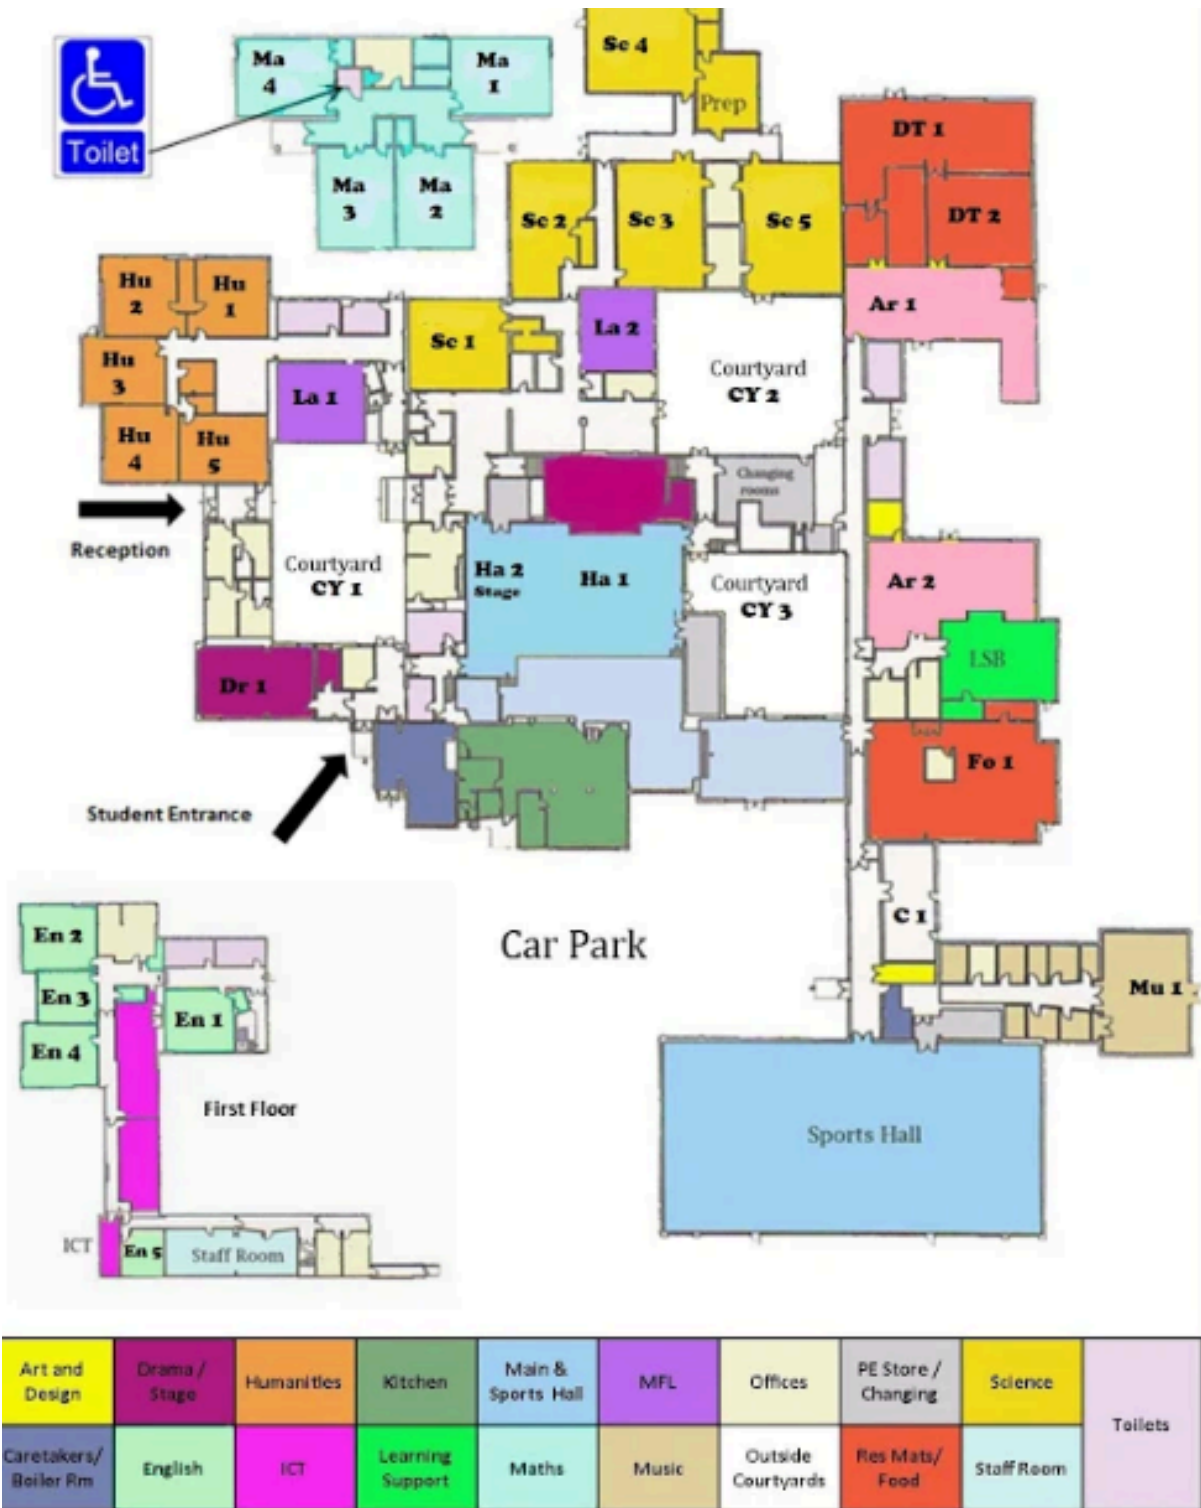 Sc 4
Ma
4
Ma
1
Prep
DT 1
Toilet
Ma
3
Ma
2
Sc 2
Sc 3
Sc 5
DT 2
Hu
2
Hu
1
Ar 1
La 2
Sc 1
Hu
3
Courtyard
CY 2
La 1
Hu
4
Hu
5
Changing
rooms
Reception
Courtyard
CY 1
Ha 2
Stage
Ha 1
Courtyard
CY 3
Ar 2
LSB
Dr 1
Fo 1
Student Entrance
C 1
Car Park
En 2
En 3
En 1
En 4
Mu 1
First Floor
Sports Hall
ICT
En 5
Staff Room
Art and
Design
Drama /
Stage
Humanities
Kitchen
Main &
Sports Hall
MFL
Offices
PE Store /
Changing
Science
Toilets
Caretakers/
Boiler Rm
English
ICT
Learning
Support
Maths
Music
Outside
Courtyards
Res Mats/
Food
Staff Room